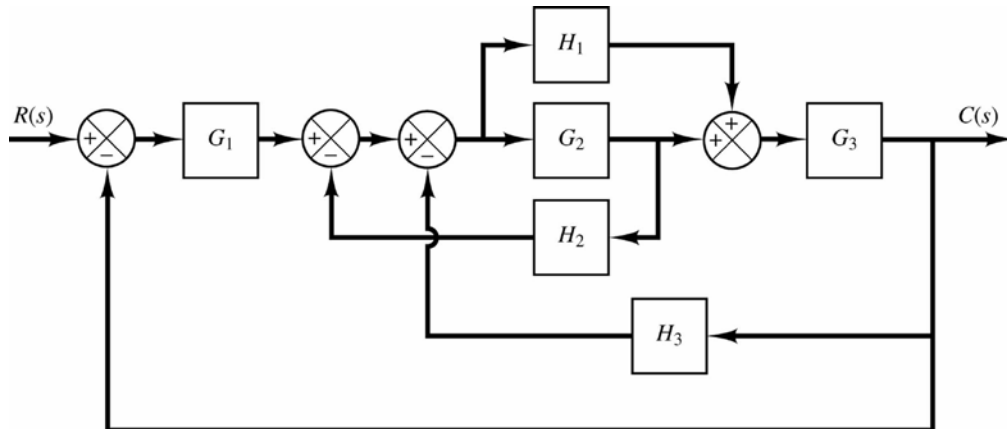 H₁
R(s)
C(s)
+
−
G₁
+
−
+
−
G₂
+
+
G₃
H₂
H₃